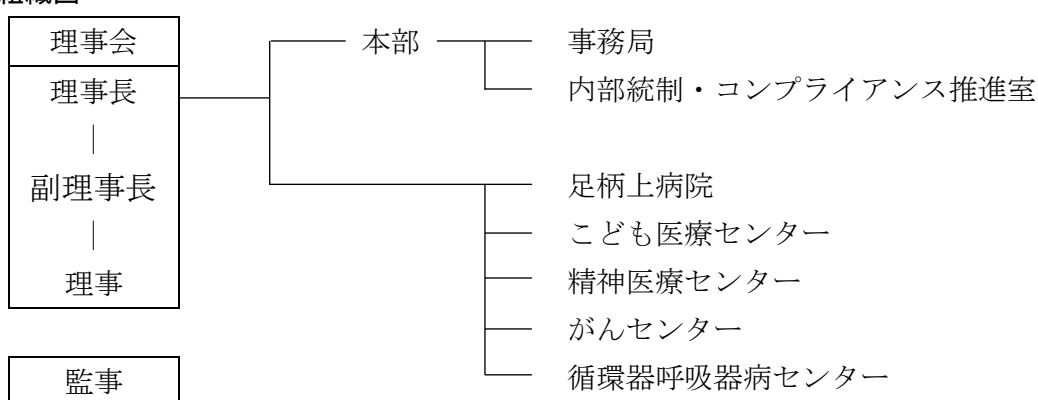 理事会
理事長
副理事長
理事
監事
本部
事務局
内部統制・コンプライアンス推進室
足柄上病院
こども医療センター
精神医療センター
がんセンター
循環器呼吸器病センター